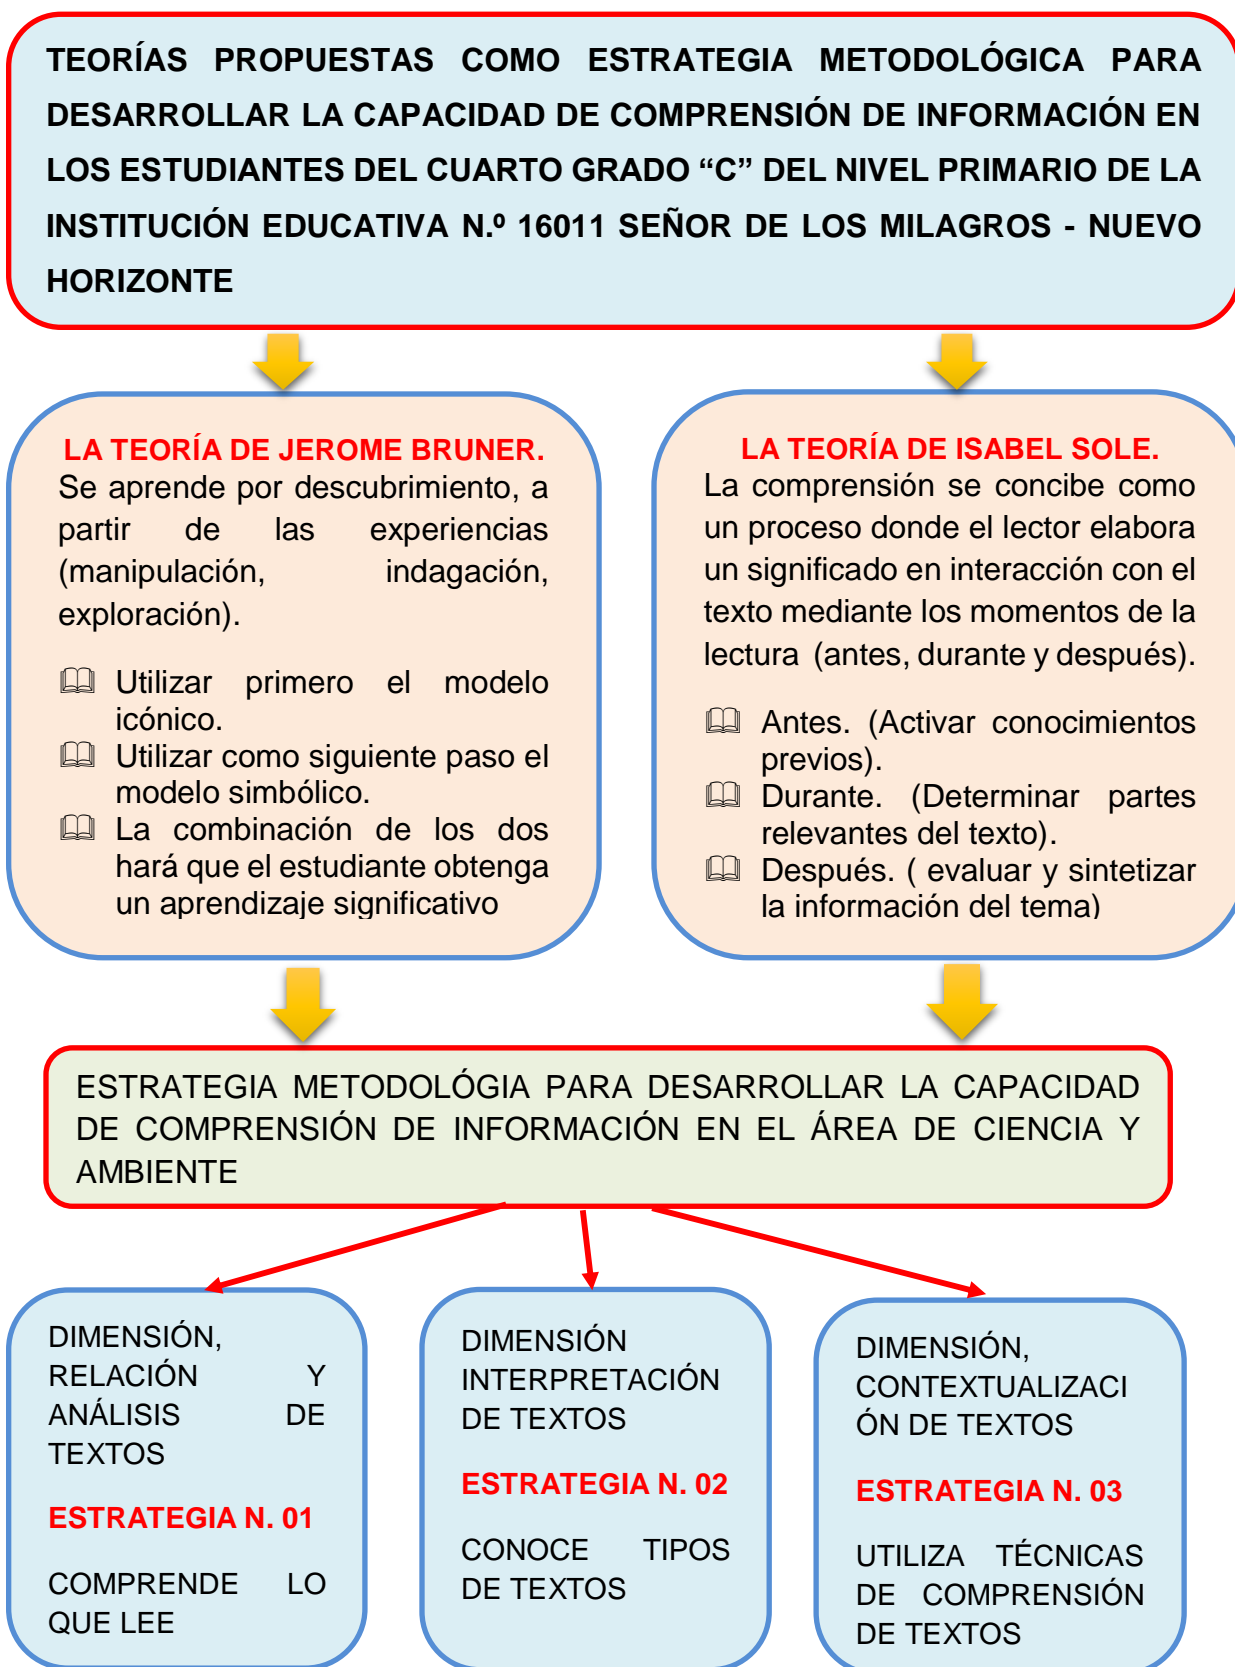 TEORÍAS PROPUESTAS COMO ESTRATEGIA METODOLÓGICA PARA
DESARROLLAR LA CAPACIDAD DE COMPRENSIÓN DE INFORMACIÓN EN
LOS ESTUDIANTES DEL CUARTO GRADO “C” DEL NIVEL PRIMARIO DE LA
INSTITUCIÓN EDUCATIVA N.º 16011 SEÑOR DE LOS MILAGROS - NUEVO
HORIZONTE
LA TEORÍA DE JEROME BRUNER.
Se aprende por descubrimiento, a
partir de las experiencias
(manipulación, indagación,
exploración).
Utilizar primero el modelo
icónico.
Utilizar como siguiente paso el
modelo simbólico.
La combinación de los dos
hará que el estudiante obtenga
un aprendizaje significativo
LA TEORÍA DE ISABEL SOLE.
La comprensión se concibe como
un proceso donde el lector elabora
un significado en interacción con el
texto mediante los momentos de la
lectura (antes, durante y después).
Antes. (Activar conocimientos
previos).
Durante. (Determinar partes
relevantes del texto).
Después. ( evaluar y sintetizar
la información del tema)
ESTRATEGIA METODOLÓGIA PARA DESARROLLAR LA CAPACIDAD
DE COMPRENSIÓN DE INFORMACIÓN EN EL ÁREA DE CIENCIA Y
AMBIENTE
DIMENSIÓN,
RELACIÓN Y
ANÁLISIS DE
TEXTOS
ESTRATEGIA N. 01
COMPRENDE LO
QUE LEE
DIMENSIÓN
INTERPRETACIÓN
DE TEXTOS
ESTRATEGIA N. 02
CONOCE TIPOS
DE TEXTOS
DIMENSIÓN,
CONTEXTUALIZACI
ÓN DE TEXTOS
ESTRATEGIA N. 03
UTILIZA TÉCNICAS
DE COMPRENSIÓN
DE TEXTOS